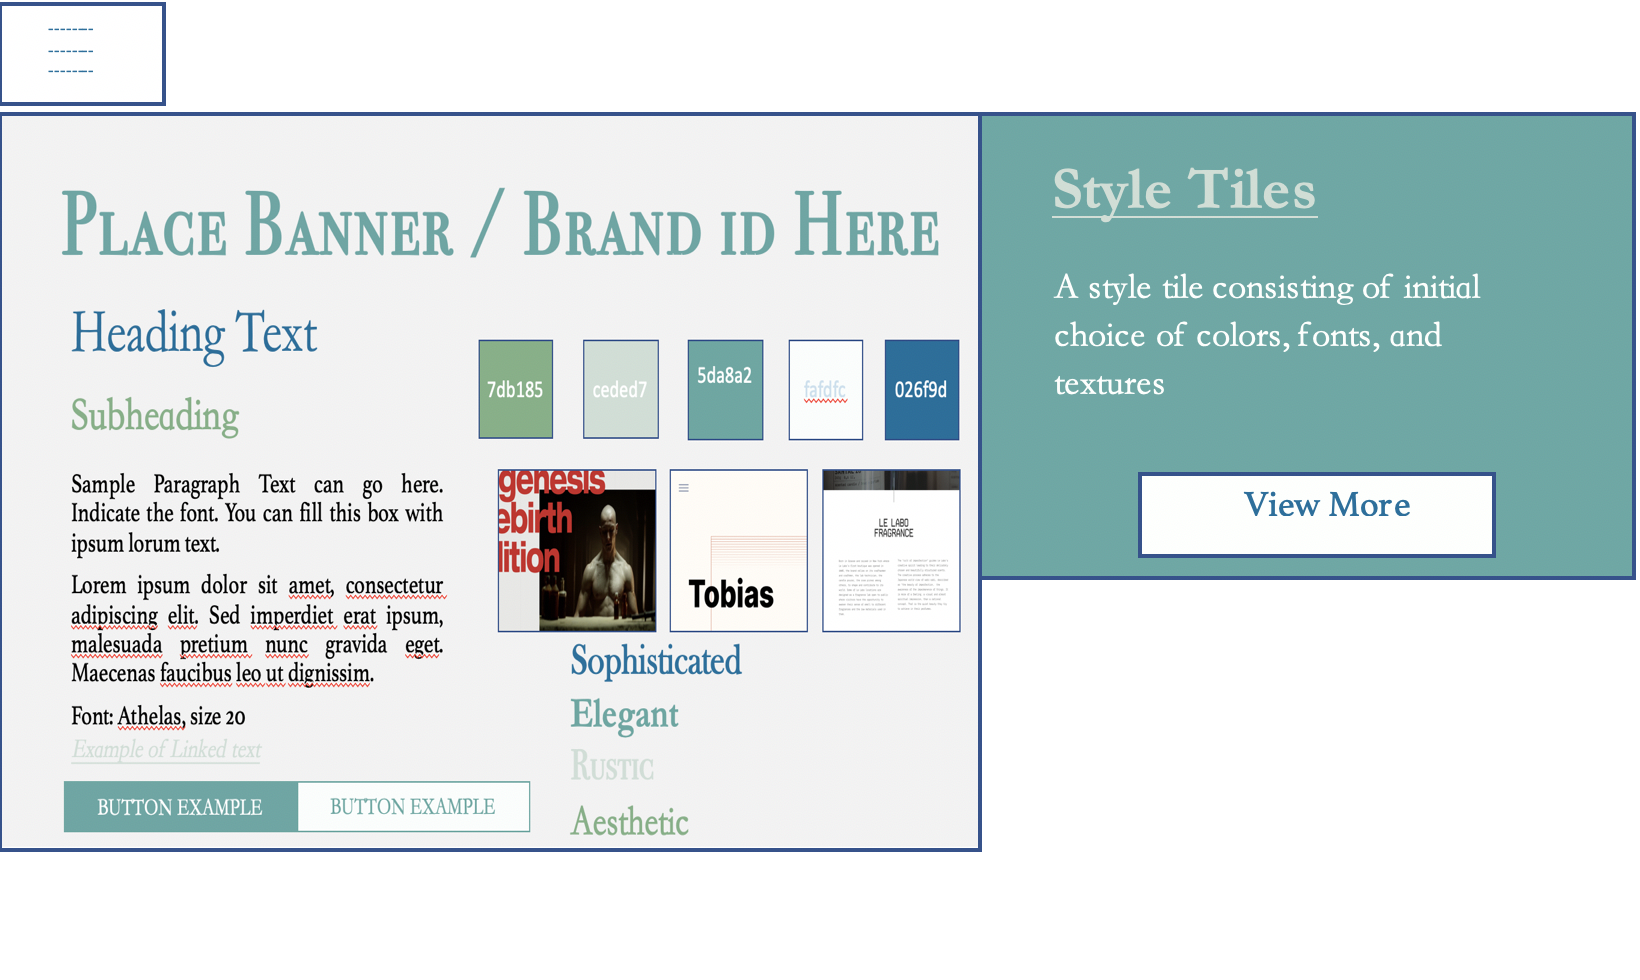 --------
--------
--------
Place Banner / Brand id Here
Style Tiles
A style tile consisting of initial
choice of colors, fonts, and
textures
View More
Heading Text
Subheading
7db185
ceded7
5da8a2
fafdfc
026f9d
Sample Paragraph Text can go here.
Indicate the font. You can fill this box with
ipsum lorum text.
Lorem ipsum dolor sit amet, consectetur
adipiscing elit. Sed imperdiet erat ipsum,
malesuada pretium nunc gravida eget.
Maecenas faucibus leo ut dignissim.
Font: Athelas, size 20
Example of Linked text
BUTTON EXAMPLE
BUTTON EXAMPLE
genesis
ebirth
lition
Tobias
LE LABO
FRAGRANCE
Sophisticated
Elegant
Rustic
Aesthetic